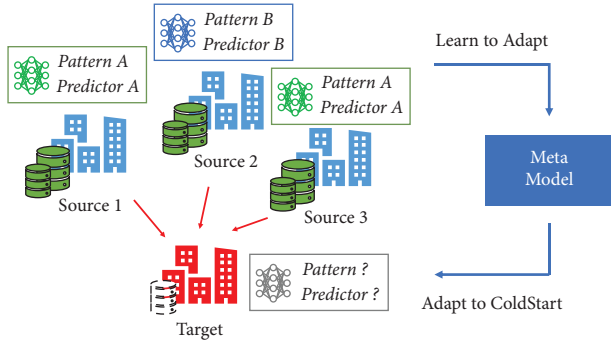 Pattern B
Predictor B
Pattern A
Predictor A
Pattern A
Predictor A
Learn to Adapt
Source 1
Source 2
Source 3
Meta
Model
Pattern ?
Predictor ?
Target
Adapt to ColdStart